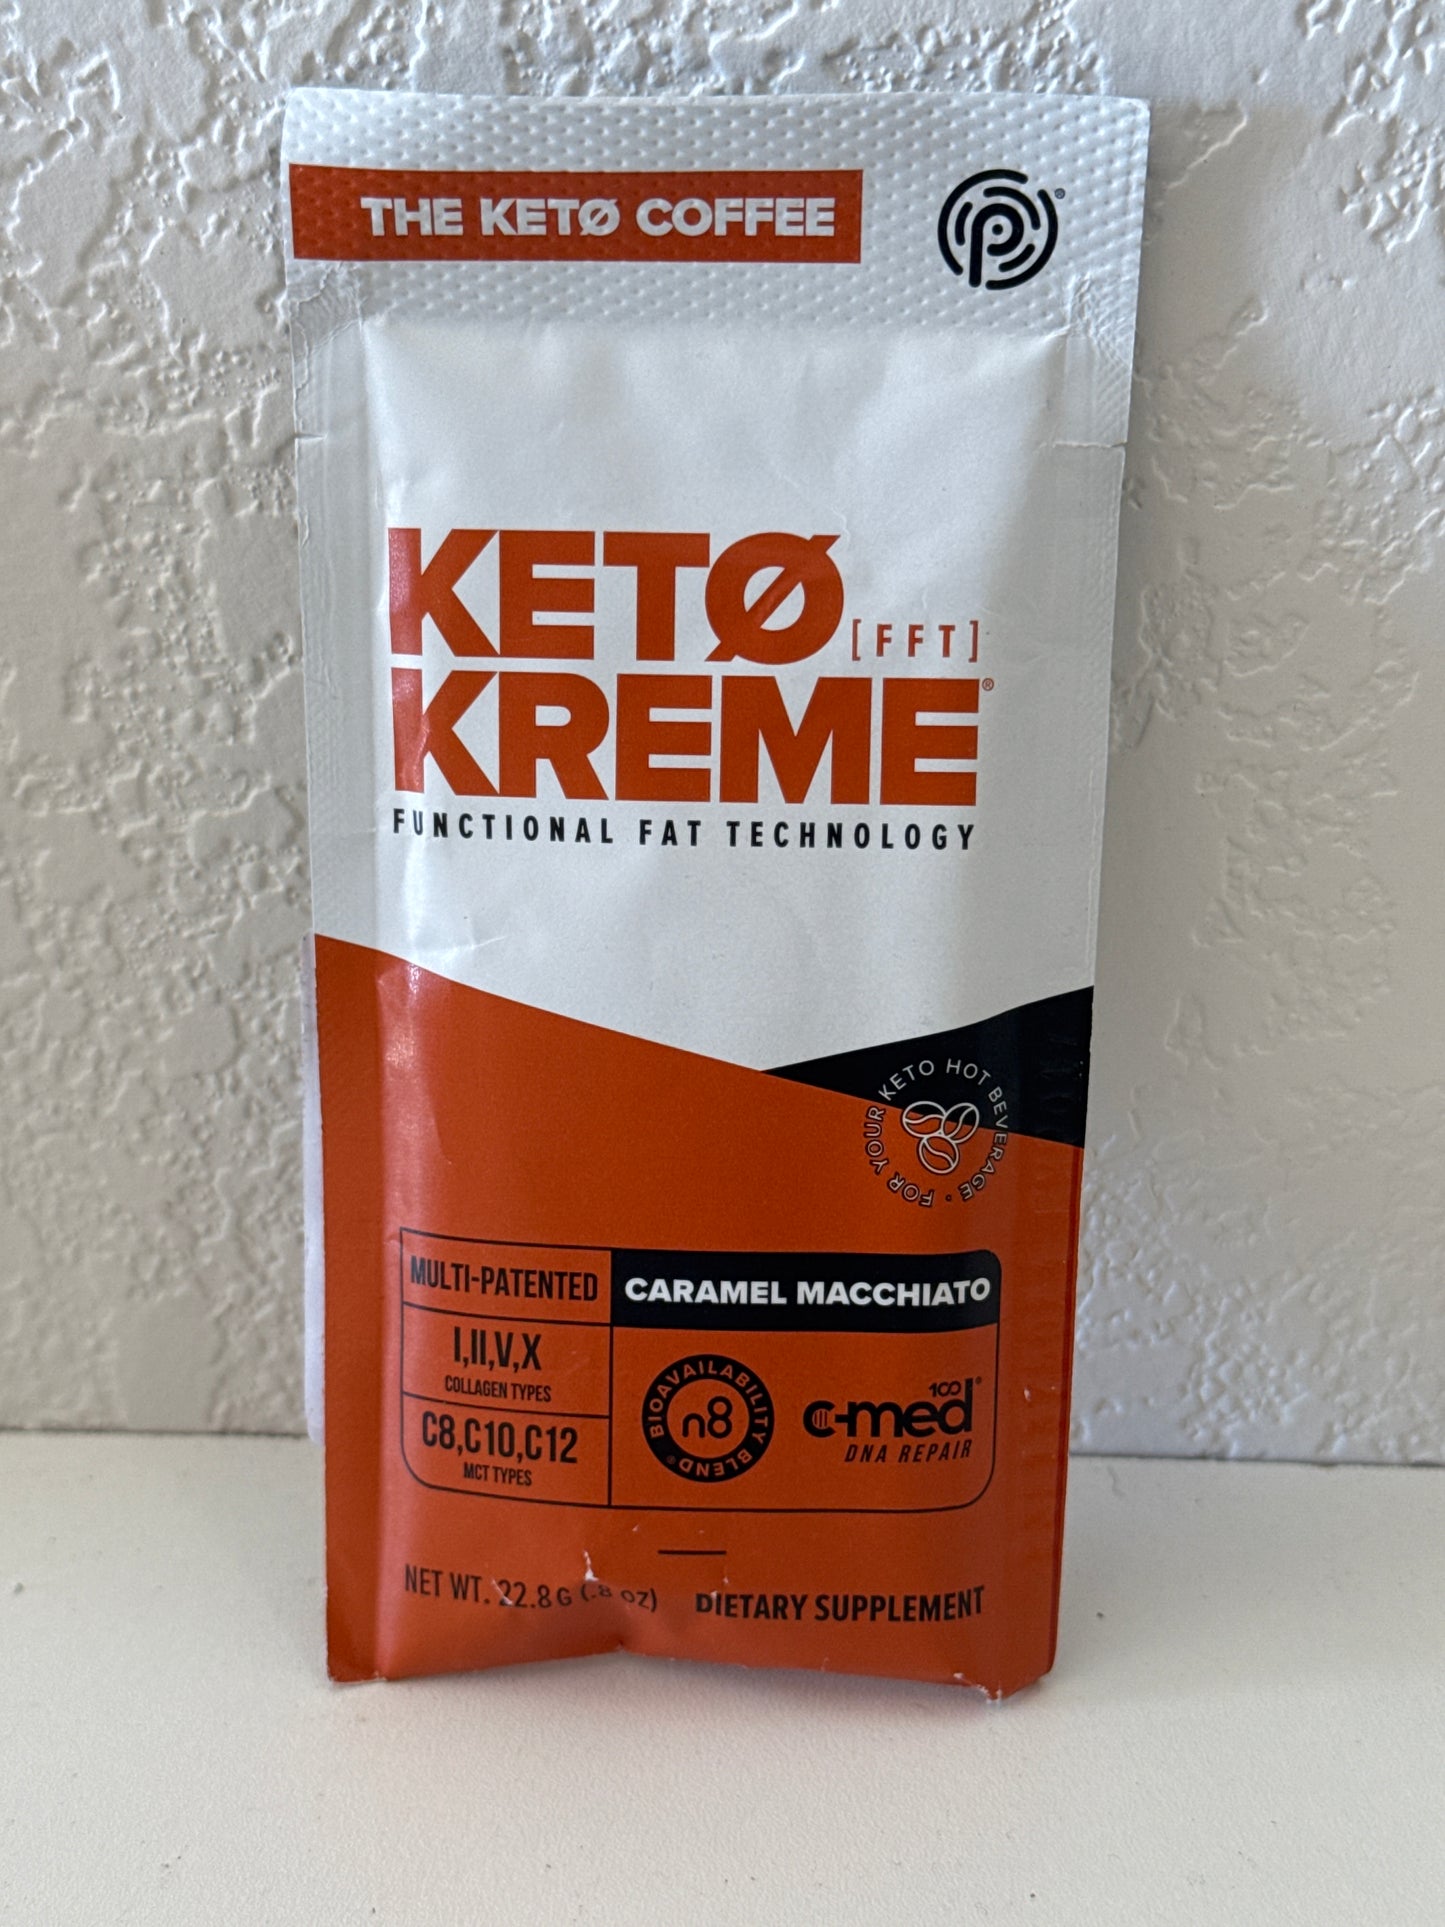 THE KETØ COFFEE
p®
KETØ [FFT]
KREME®
FUNCTIONAL FAT TECHNOLOGY
FOR YOUR KETO HOT BEVERAGE •
MULTI-PATENTED
CARAMEL MACCHIATO
I,II,V,X
COLLAGEN TYPES
C8,C10,C12
MCT TYPES
BIOAVAILABILITY BLEND®
n8
100
c-med®
DNA REPAIR
NET WT. 22.8G (.8 OZ)
DIETARY SUPPLEMENT